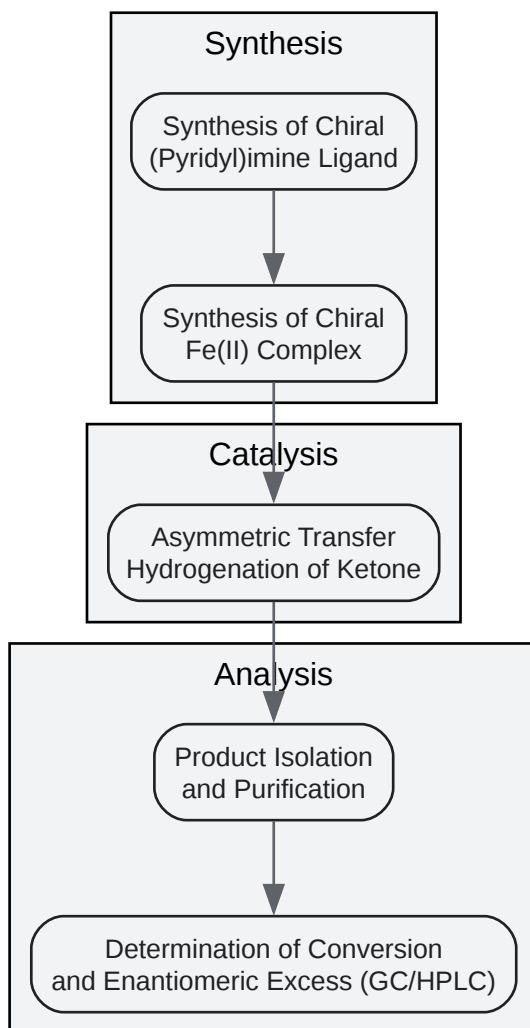 Synthesis
Synthesis of Chiral
(Pyridyl)imine Ligand
Synthesis of Chiral
Fe(II) Complex
Catalysis
Asymmetric Transfer
Hydrogenation of Ketone
Analysis
Product Isolation
and Purification
Determination of Conversion
and Enantiomeric Excess (GC/HPLC)